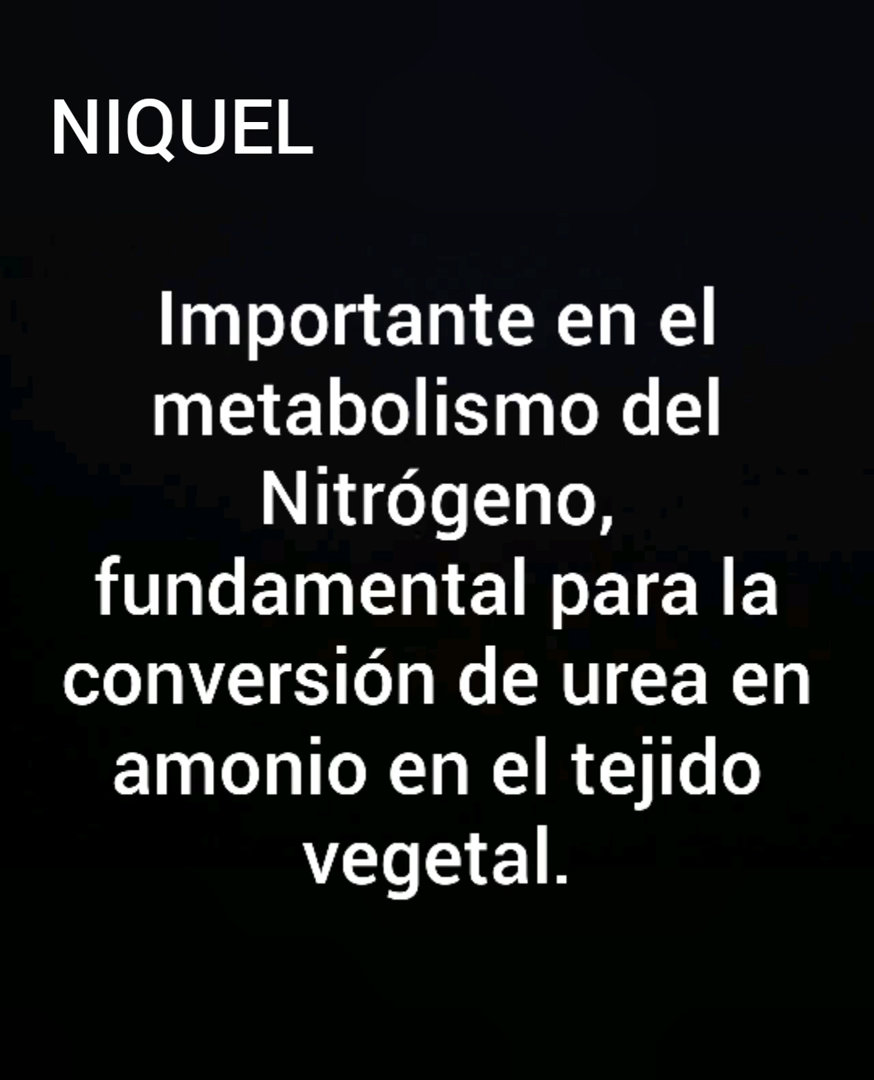 NIQUEL
Importante en el
metabolismo del
Nitrógeno,
fundamental para la
conversión de urea en
amonio en el tejido
vegetal.